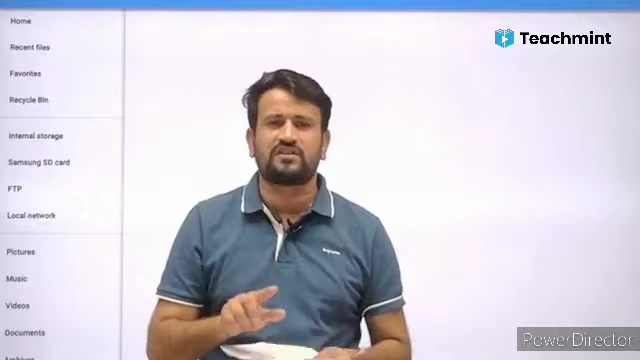 Home
Recent files
Favorites
Recycle Bin
Internal storage
Samsung SD card
FTP
Local network
Pictures
Music
Videos
Documents
Archives
Teachmint
PowerDirector